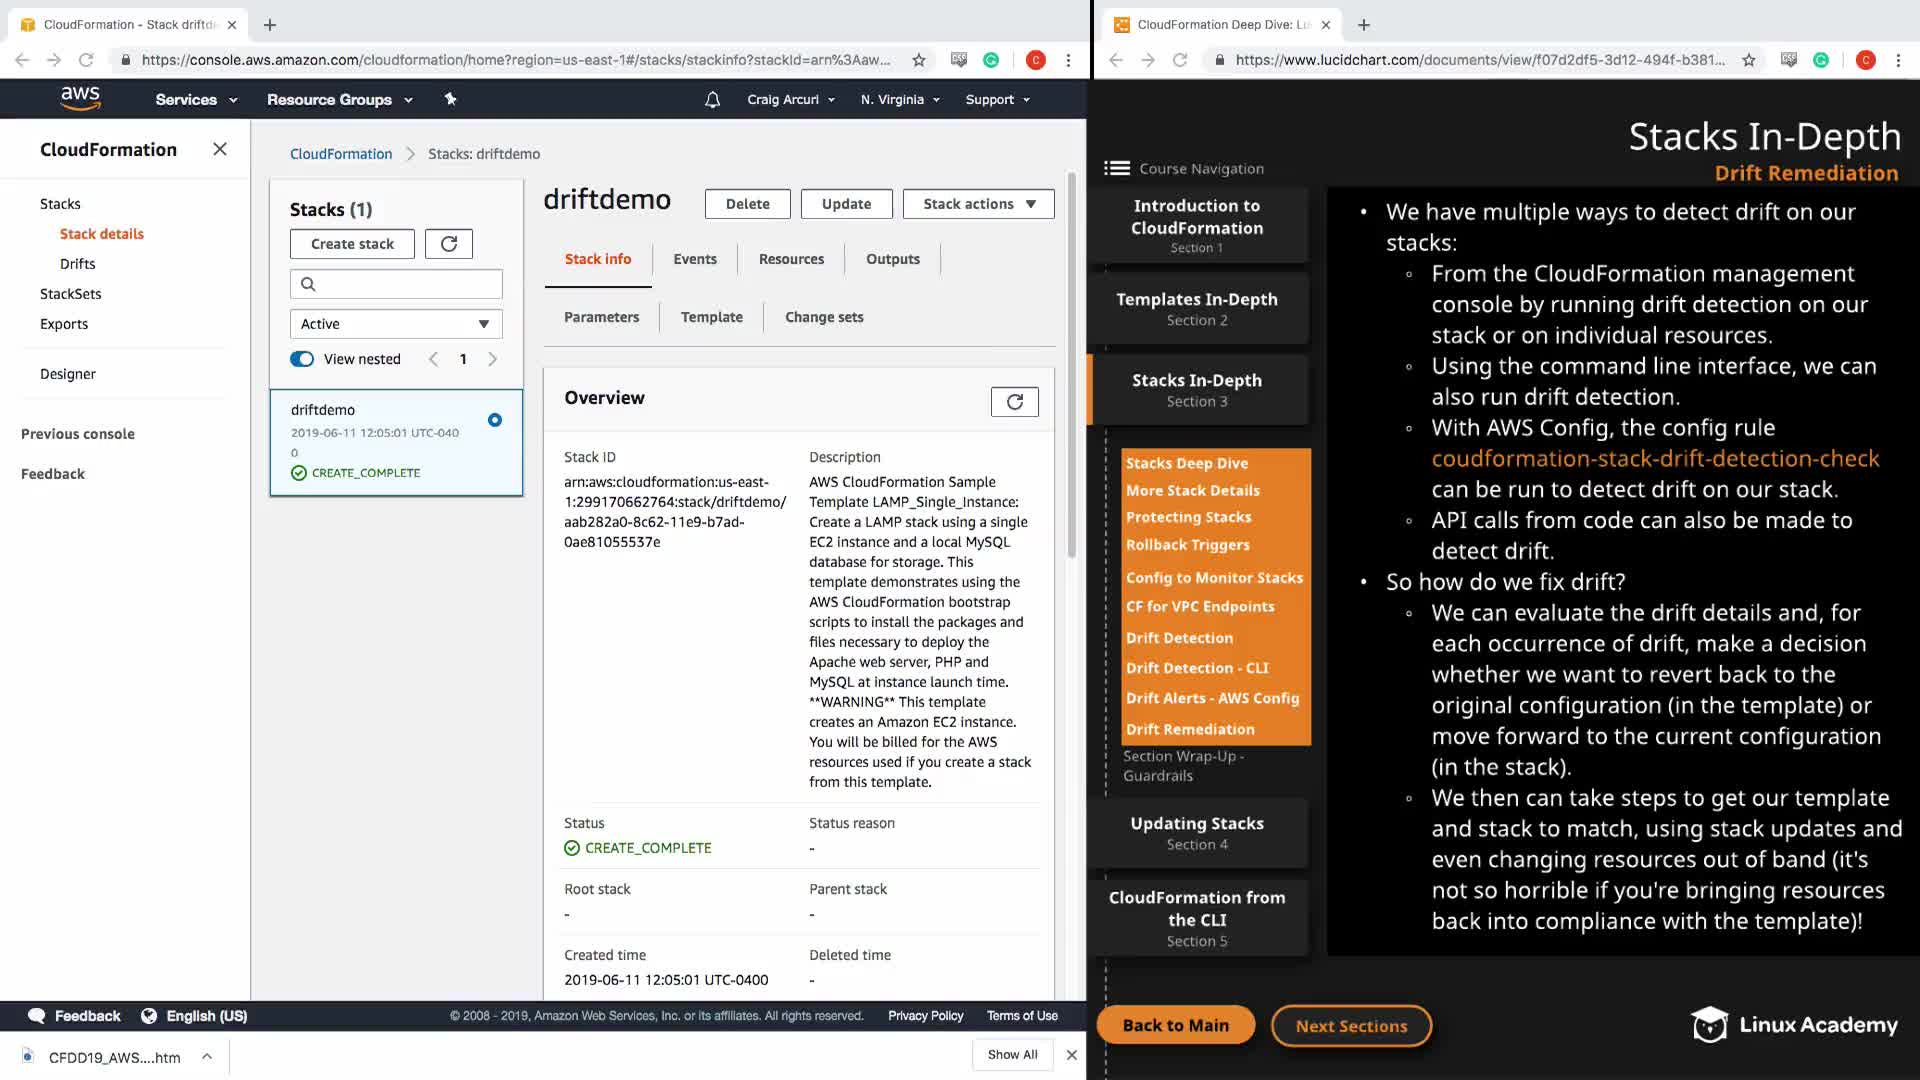 CloudFormation - Stack driftde
CloudFormation Deep Dive: Lu
https://console.aws.amazon.com/cloudformation/home?region=us-east-1#/stacks/stackinfo?stackId=arn%3Aaw...
C
https://www.lucidchart.com/documents/view/f07d2df5-3d12-494f-b381...
C
aws
Services
Resource Groups
Craig Arcuri
N. Virginia
Support
CloudFormation
Stacks
Stack details
Drifts
StackSets
Exports
Designer
Previous console
Feedback
CloudFormation
Stacks: driftdemo
Stacks (1)
Create stack
Active
View nested
1
driftdemo
2019-06-11 12:05:01 UTC-040
0
CREATE_COMPLETE
driftdemo
Delete
Update
Stack actions
Stack info
Events
Resources
Outputs
Parameters
Template
Change sets
Overview
Stack ID
arn:aws:cloudformation:us-east-
1:299170662764:stack/driftdemo/
aab282a0-8c62-11e9-b7ad-
0ae81055537e
Description
AWS CloudFormation Sample
Template LAMP_Single_Instance:
Create a LAMP stack using a single
EC2 instance and a local MySQL
database for storage. This
template demonstrates using the
AWS CloudFormation bootstrap
scripts to install the packages and
files necessary to deploy the
Apache web server, PHP and
MySQL at instance launch time.
**WARNING** This template
creates an Amazon EC2 instance.
You will be billed for the AWS
resources used if you create a stack
from this template.
Status
CREATE_COMPLETE
Status reason
-
Root stack
-
Parent stack
-
Created time
2019-06-11 12:05:01 UTC-0400
Deleted time
-
Feedback
English (US)
© 2008 - 2019, Amazon Web Services, Inc. or its affiliates. All rights reserved.
Privacy Policy
Terms of Use
CFDD19_AWS....htm
Show All
Stacks In-Depth
Drift Remediation
Course Navigation
Introduction to
CloudFormation
Section 1
Templates In-Depth
Section 2
Stacks In-Depth
Section 3
Stacks Deep Dive
More Stack Details
Protecting Stacks
Rollback Triggers
Config to Monitor Stacks
CF for VPC Endpoints
Drift Detection
Drift Detection - CLI
Drift Alerts - AWS Config
Drift Remediation
Section Wrap-Up -
Guardrails
Updating Stacks
Section 4
CloudFormation from
the CLI
Section 5
• We have multiple ways to detect drift on our
stacks:
◦ From the CloudFormation management
console by running drift detection on our
stack or on individual resources.
◦ Using the command line interface, we can
also run drift detection.
◦ With AWS Config, the config rule
coudformation-stack-drift-detection-check
can be run to detect drift on our stack.
◦ API calls from code can also be made to
detect drift.
• So how do we fix drift?
◦ We can evaluate the drift details and, for
each occurrence of drift, make a decision
whether we want to revert back to the
original configuration (in the template) or
move forward to the current configuration
(in the stack).
◦ We then can take steps to get our template
and stack to match, using stack updates and
even changing resources out of band (it's
not so horrible if you're bringing resources
back into compliance with the template)!
Back to Main
Next Sections
Linux Academy